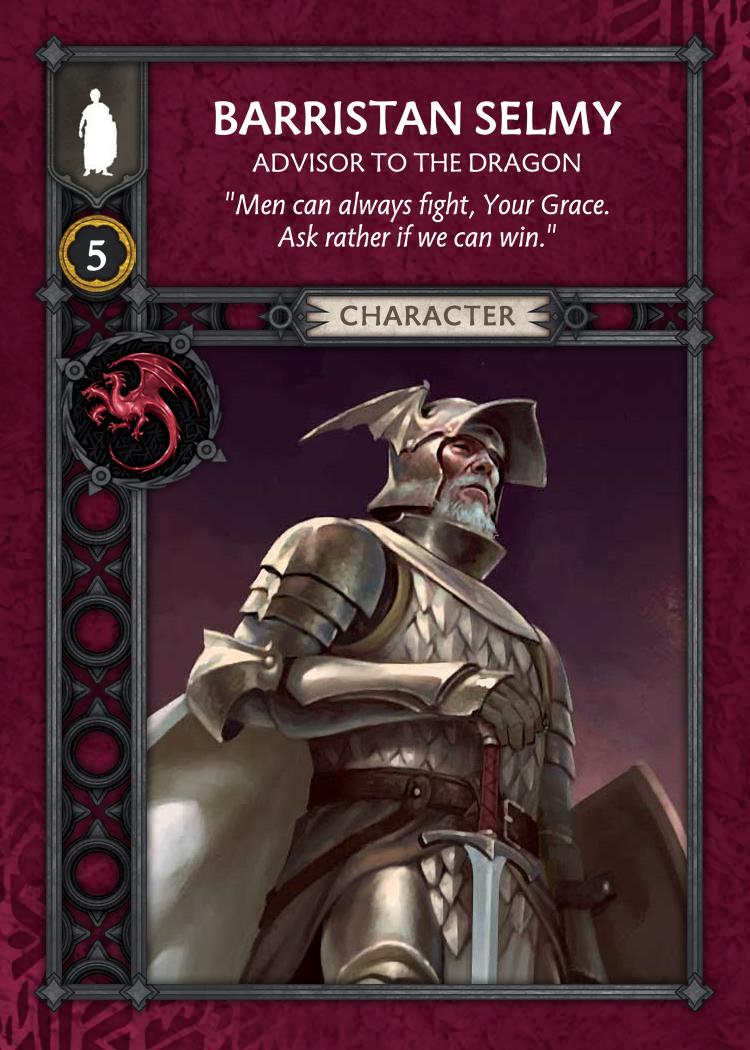 BARRISTAN SELMY
ADVISOR TO THE DRAGON
"Men can always fight, Your Grace.
Ask rather if we can win."
5
CHARACTER